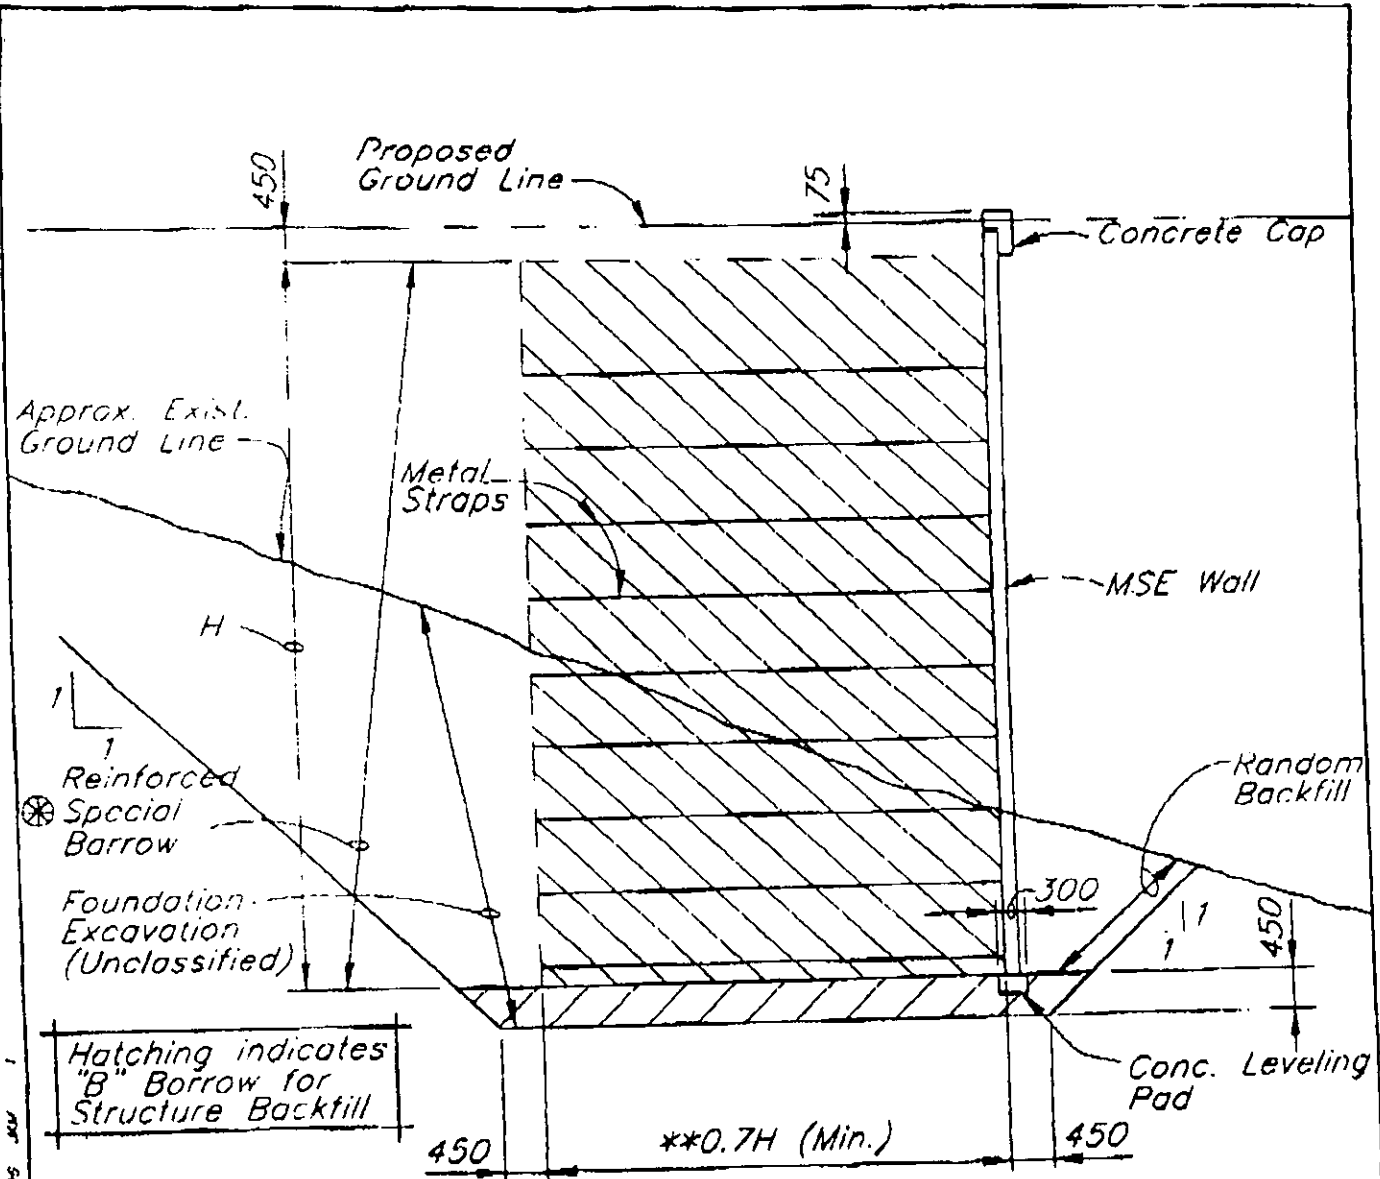 Proposed
Ground Line
450
75
Concrete Cap
Approx. Exist.
Ground Line
Metal
Straps
MSE Wall
H
1
1
Reinforced
Special
Borrow
Random
Backfill
Foundation
Excavation
(Unclassified)
300
1
1
450
Hatching indicates
"B" Borrow for
Structure Backfill
Conc. Leveling
Pad
450
**0.7H (Min.)
450